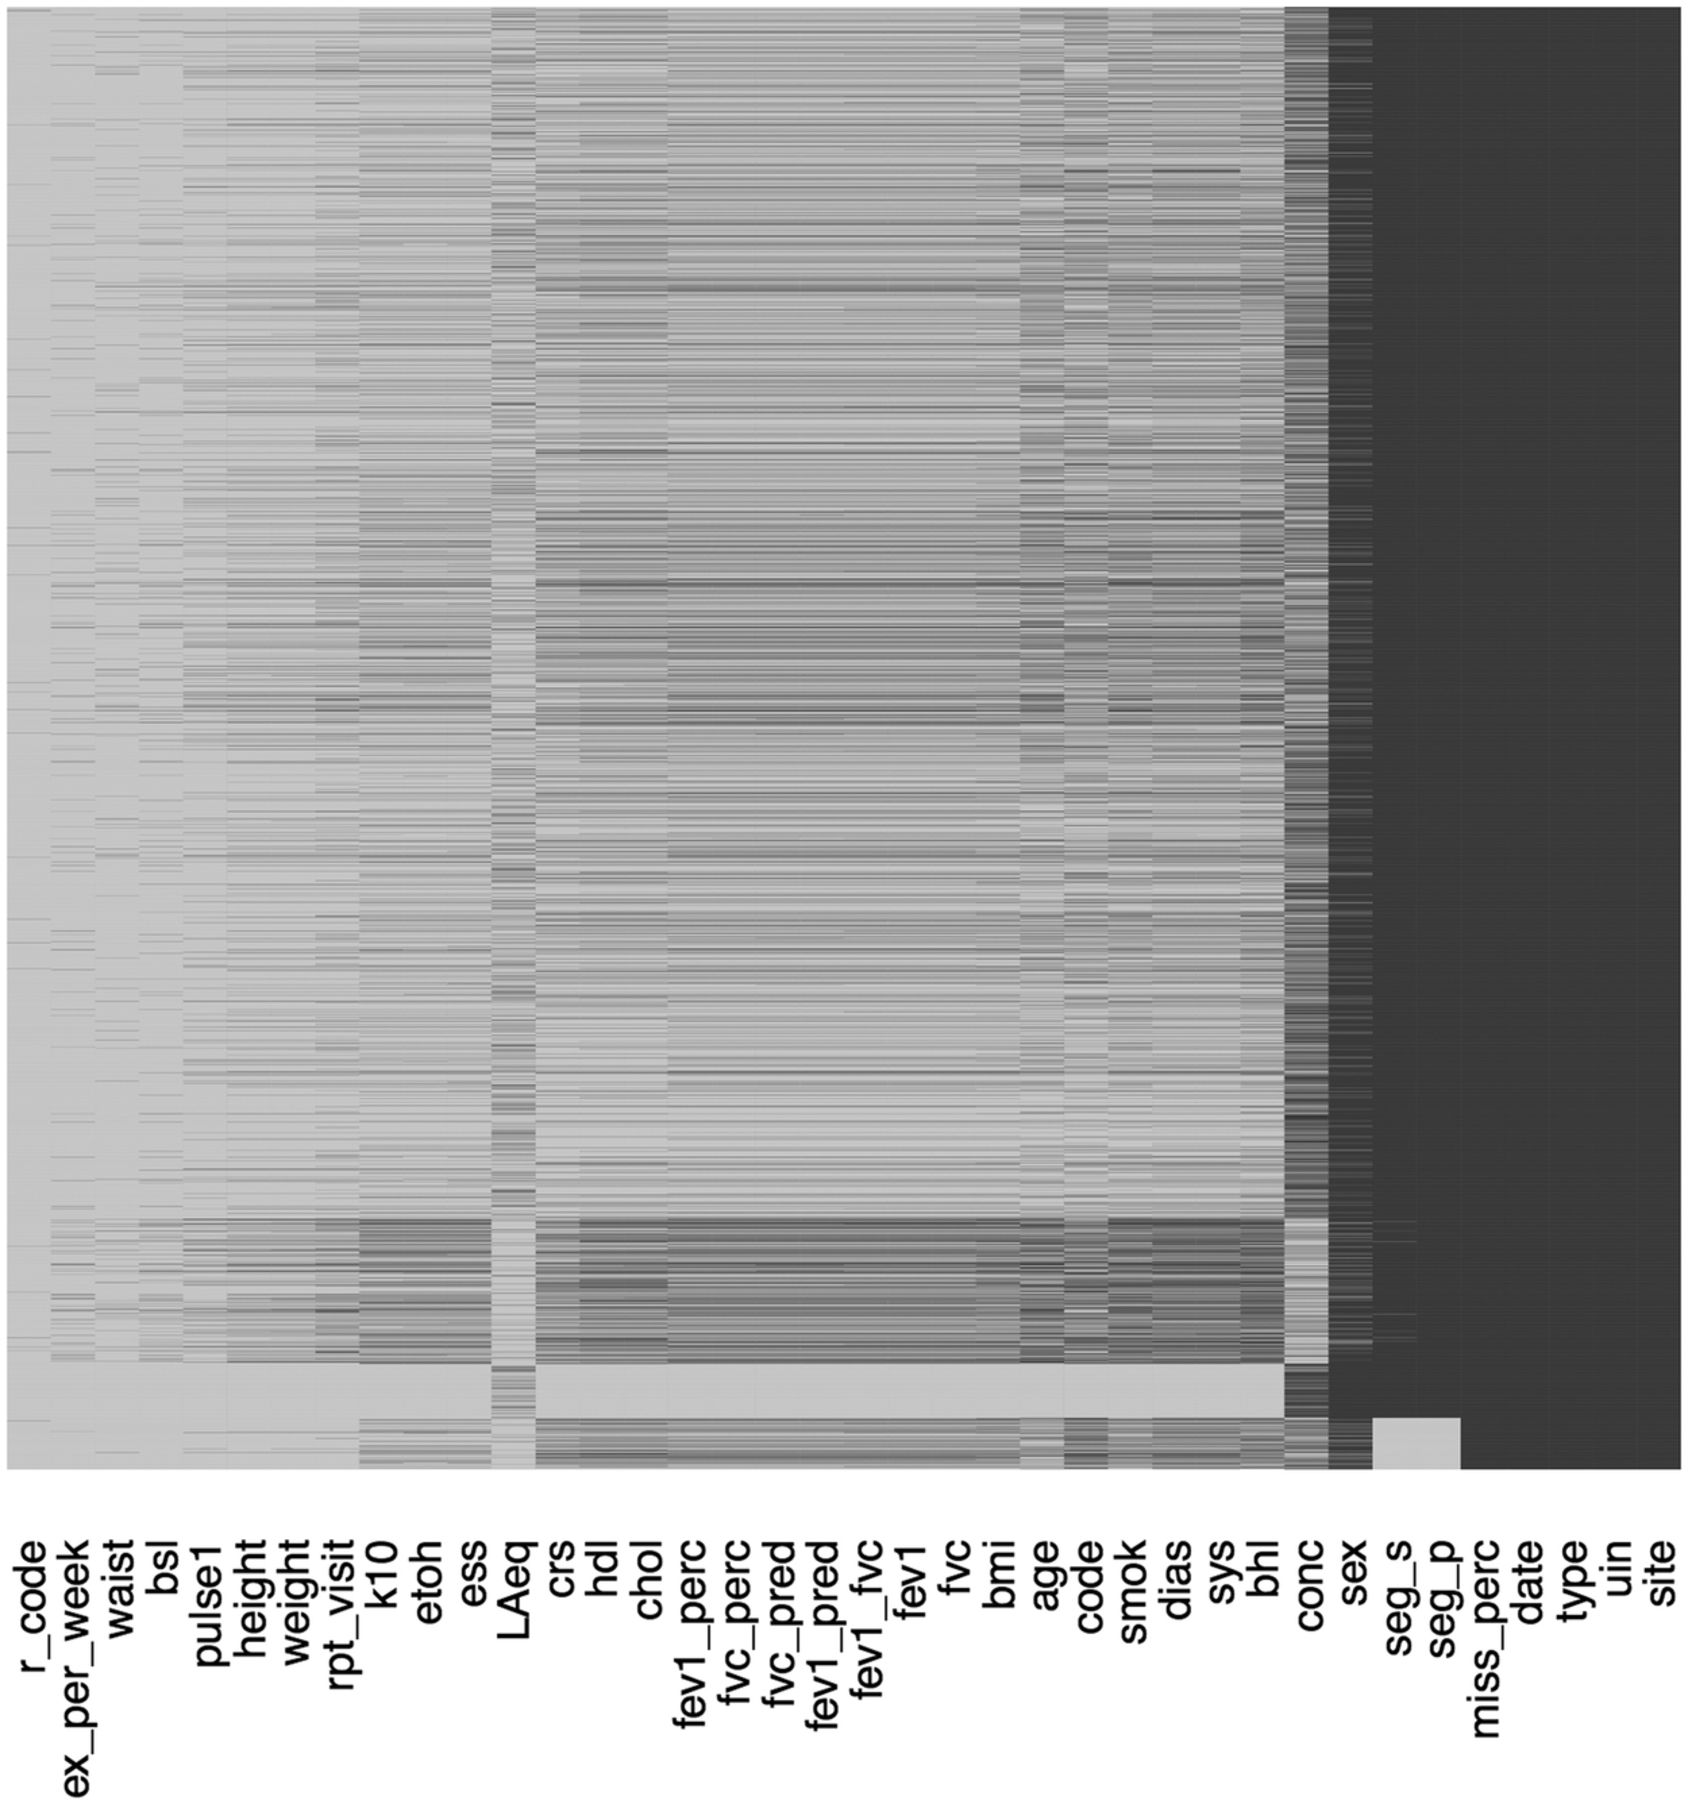 r_code
ex_per_week
waist
bsl
pulse1
height
weight
rpt_visit
k10
etoh
ess
LAeq
crs
hdl
chol
fev1_perc
fvc_perc
fvc_pred
fev1_pred
fev1_fvc
fev1
fvc
bmi
age
code
smok
dias
sys
bhl
conc
sex
seg_s
seg_p
miss_perc
date
type
uin
site